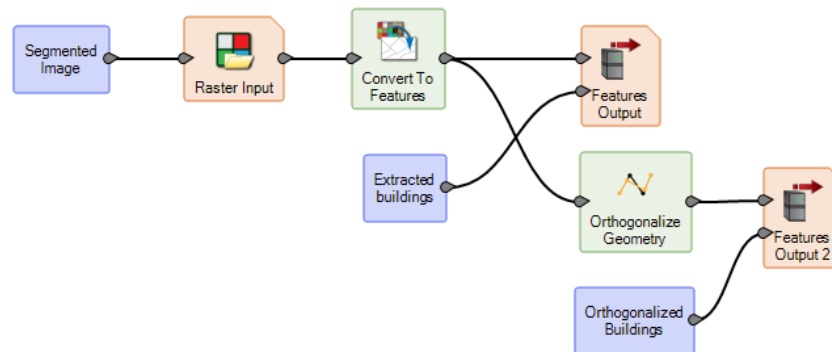 Segmented
Image
Raster Input
Convert To
Features
Features
Output
Extracted
buildings
Orthogonalize
Geometry
Features
Output 2
Orthogonalized
Buildings